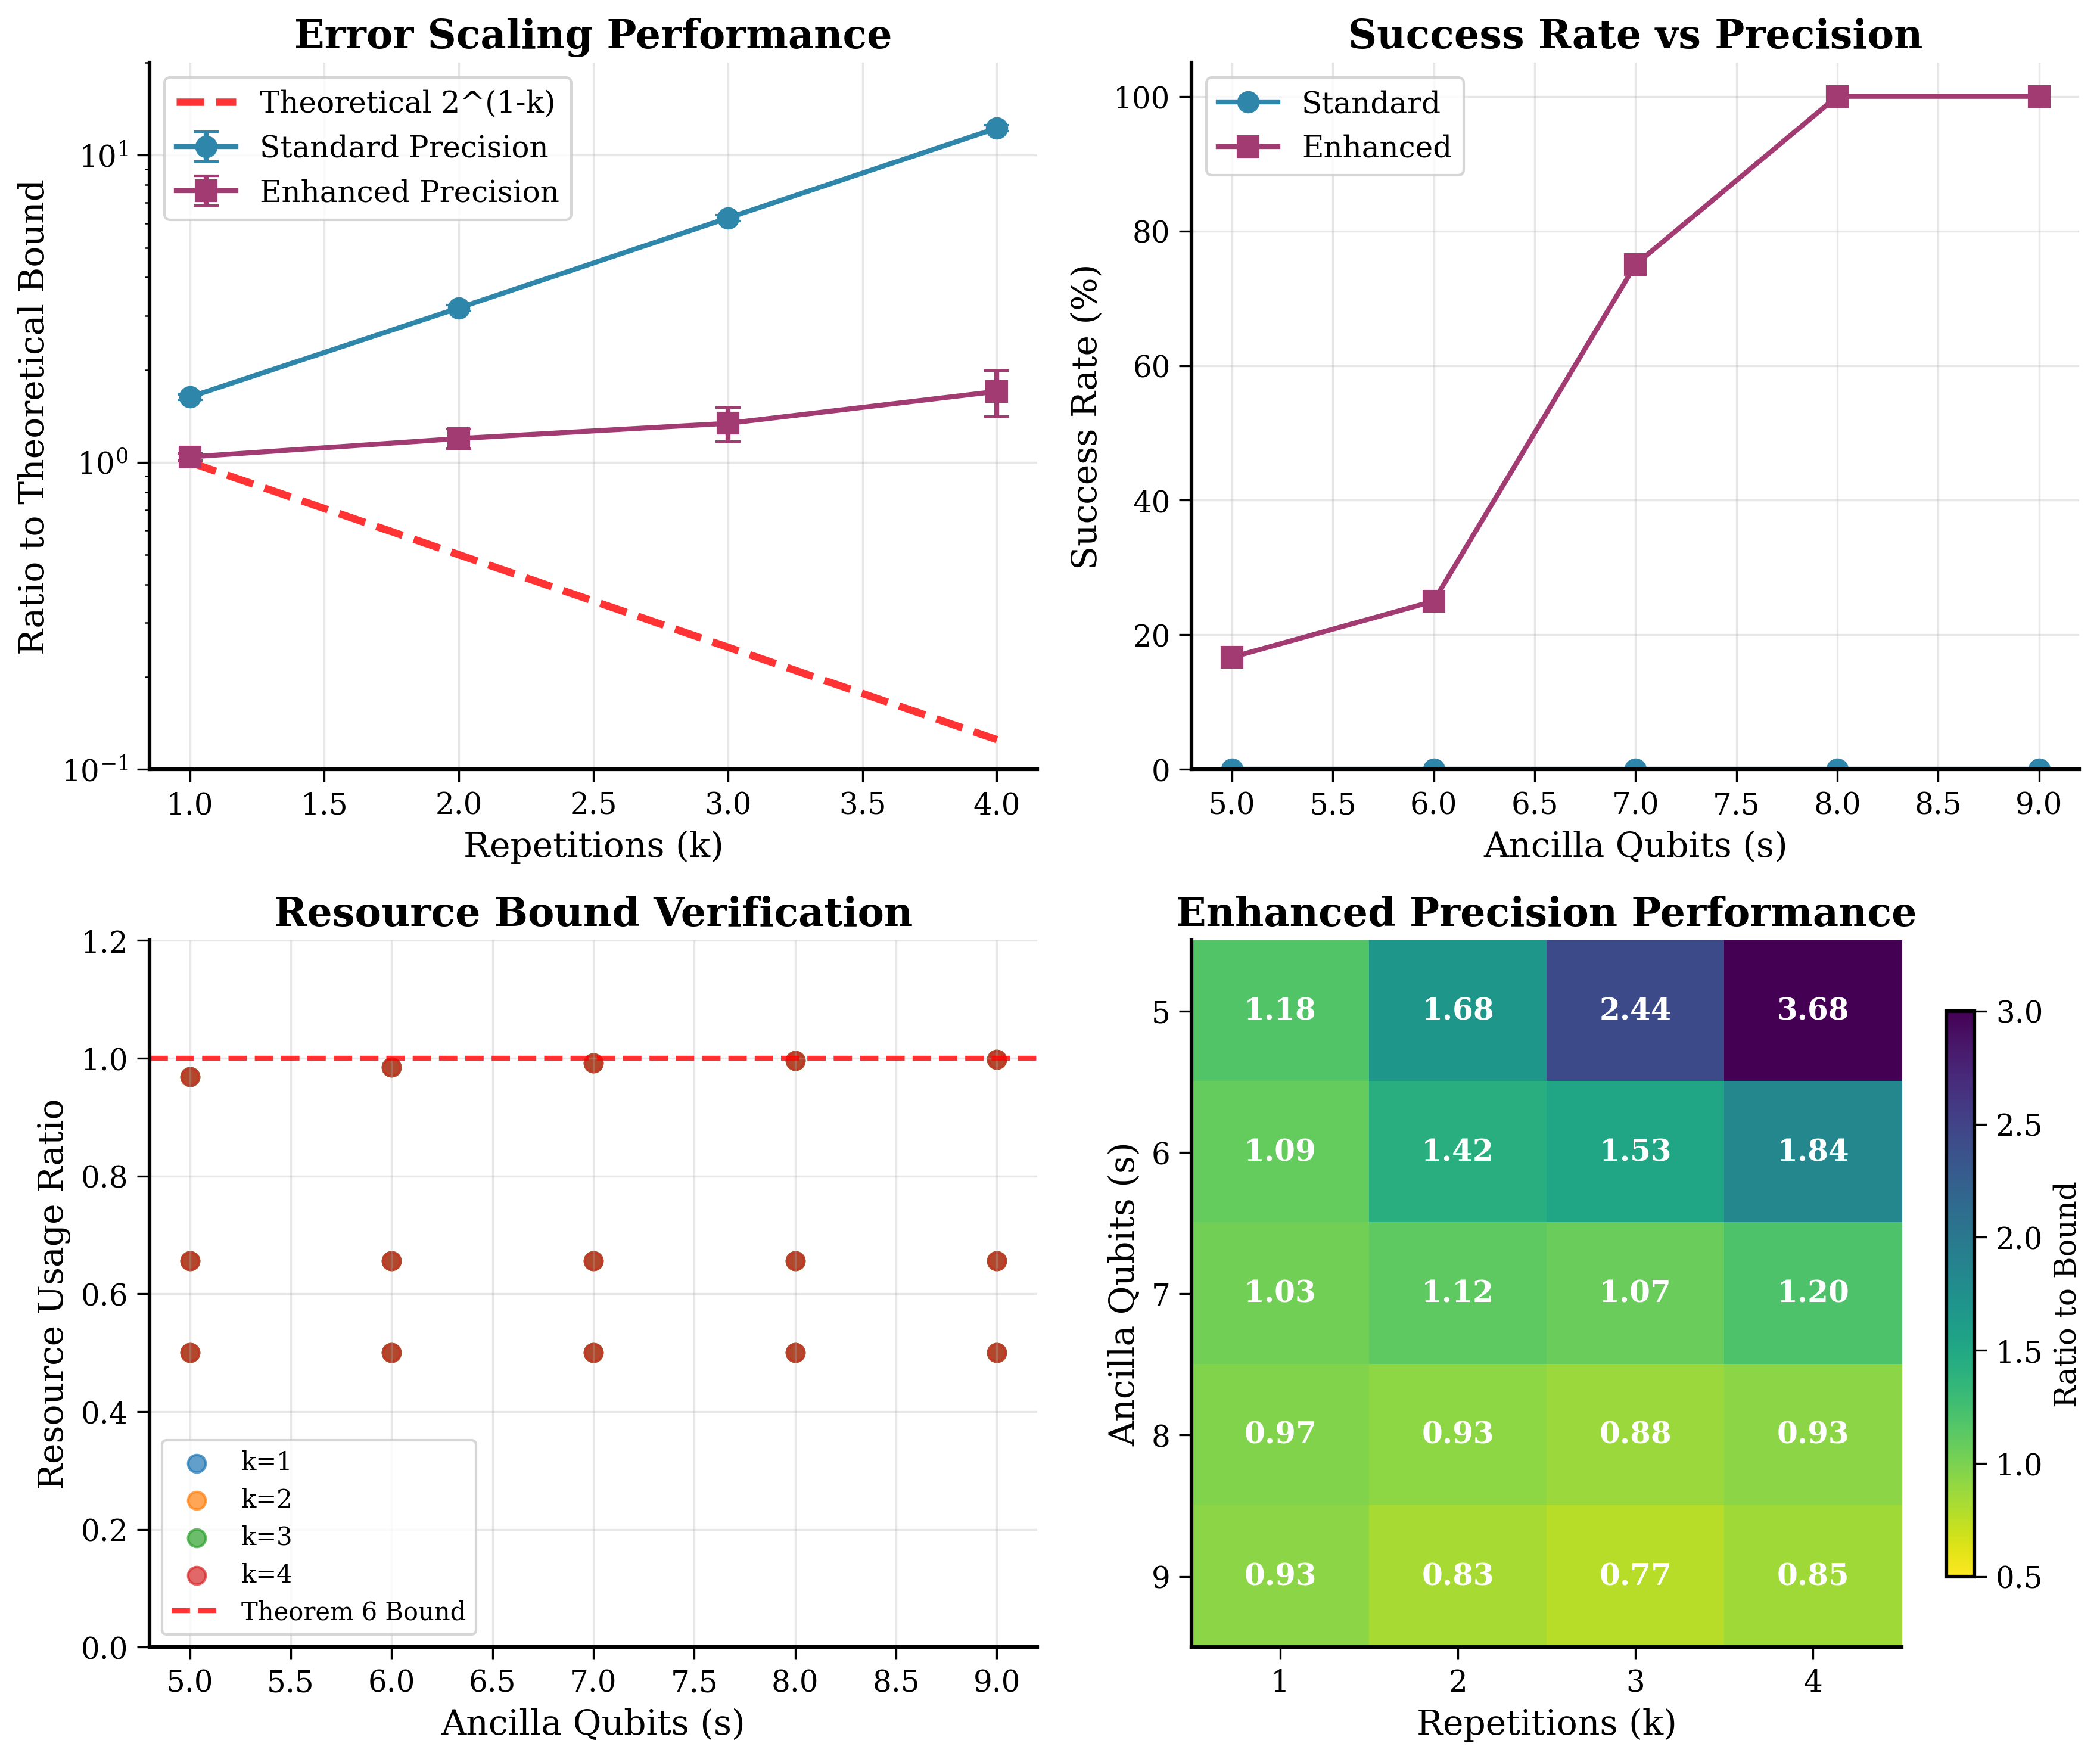 Error Scaling Performance
Theoretical 2^(1-k)
Standard Precision
Enhanced Precision
10¹
10⁰
10⁻¹
Ratio to Theoretical Bound
1.0 1.5 2.0 2.5 3.0 3.5 4.0
Repetitions (k)
Success Rate vs Precision
Standard
Enhanced
100
80
60
40
20
0
Success Rate (%)
5.0 5.5 6.0 6.5 7.0 7.5 8.0 8.5 9.0
Ancilla Qubits (s)
Resource Bound Verification
1.2
1.0
0.8
0.6
0.4
0.2
0.0
Resource Usage Ratio
k=1
k=2
k=3
k=4
Theorem 6 Bound
5.0 5.5 6.0 6.5 7.0 7.5 8.0 8.5 9.0
Ancilla Qubits (s)
Enhanced Precision Performance
5 1.18 1.68 2.44 3.68
6 1.09 1.42 1.53 1.84
7 1.03 1.12 1.07 1.20
8 0.97 0.93 0.88 0.93
9 0.93 0.83 0.77 0.85
Ancilla Qubits (s)
1 2 3 4
Repetitions (k)
3.0
2.5
2.0
1.5
1.0
0.5
Ratio to Bound